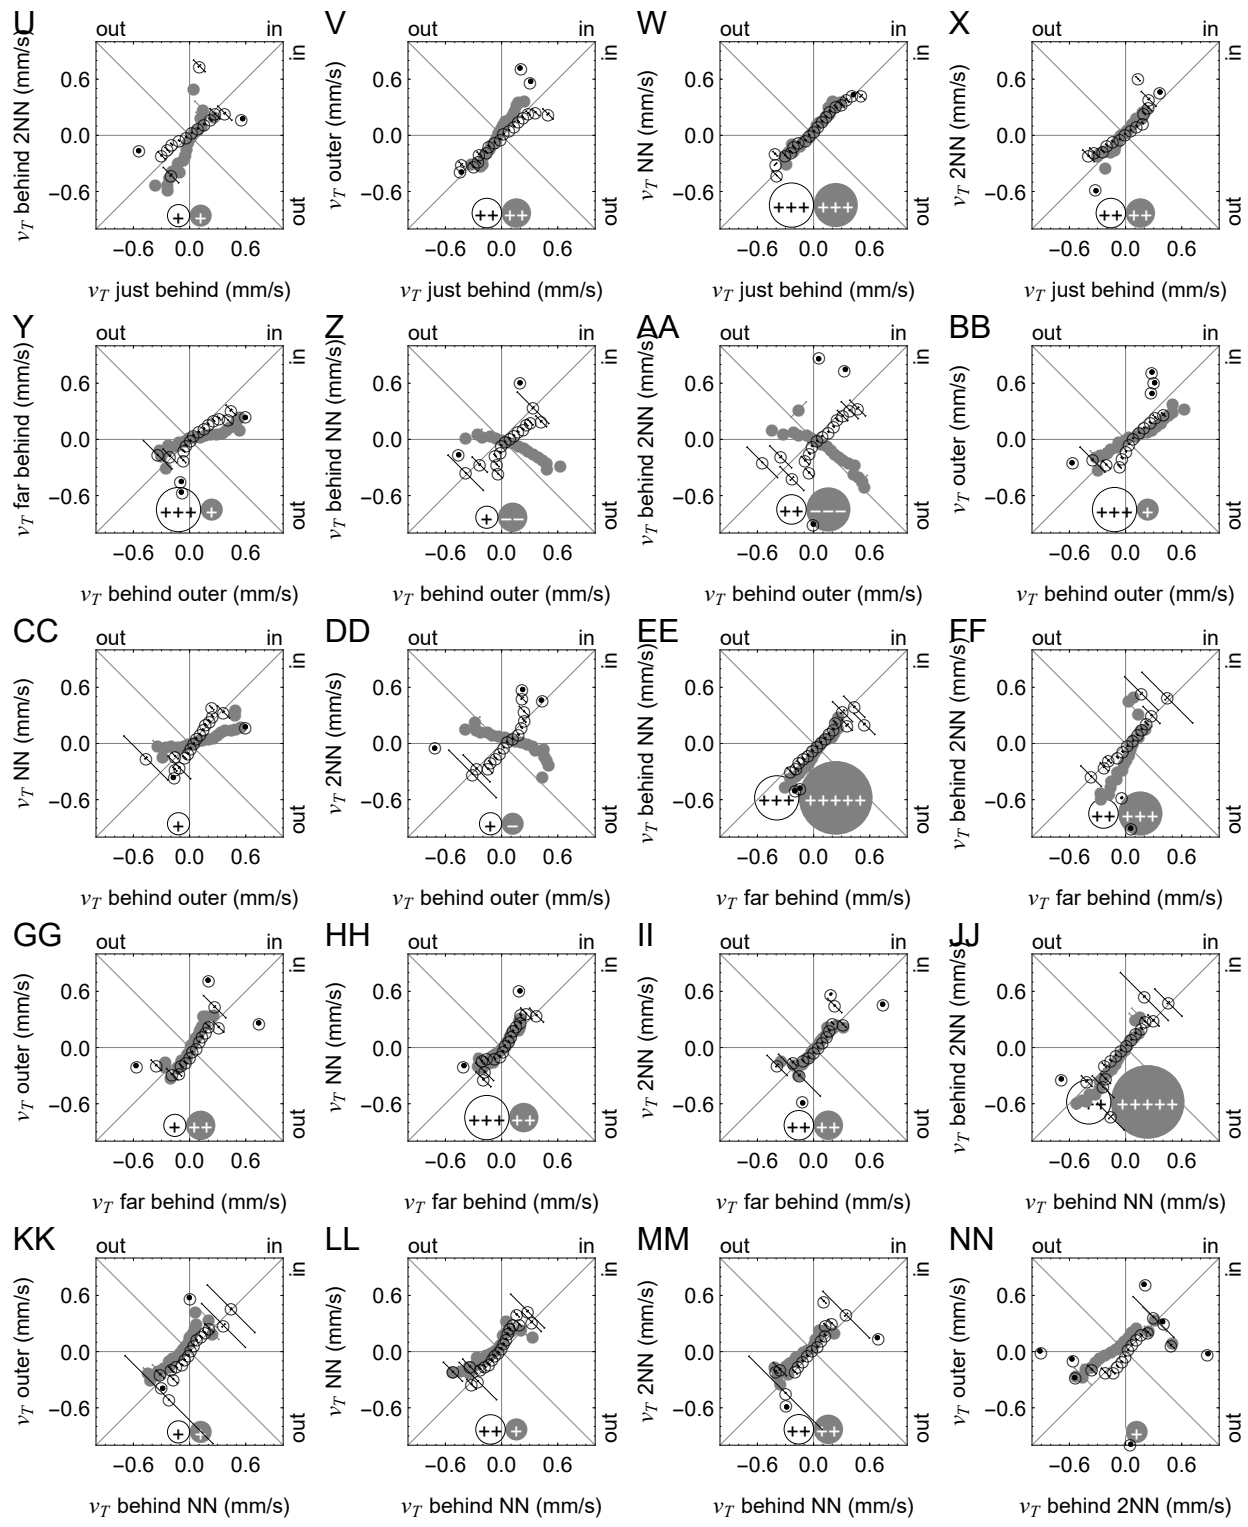 U V W X
out in out in out in out in
v_T behind 2NN (mm/s) v_T outer (mm/s) v_T NN (mm/s) v_T 2NN (mm/s)
in in in in
0.6 0.6 0.6 0.6
0.0 0.0 0.0 0.0
−0.6 −0.6 −0.6 −0.6
out out out out
+ + ++ ++ +++ +++ ++ ++
−0.6 0.0 0.6 −0.6 0.0 0.6 −0.6 0.0 0.6 −0.6 0.0 0.6
v_T just behind (mm/s) v_T just behind (mm/s) v_T just behind (mm/s) v_T just behind (mm/s)
Y Z AA BB
out in out in out in out in
v_T far behind (mm/s) v_T behind NN (mm/s) v_T behind 2NN (mm/s) v_T outer (mm/s)
in in in in
0.6 0.6 0.6 0.6
0.0 0.0 0.0 0.0
−0.6 −0.6 −0.6 −0.6
out out out out
+++ + + −− ++ −−− +++ +
−0.6 0.0 0.6 −0.6 0.0 0.6 −0.6 0.0 0.6 −0.6 0.0 0.6
v_T behind outer (mm/s) v_T behind outer (mm/s) v_T behind outer (mm/s) v_T behind outer (mm/s)
CC DD EE FF
out in out in out in out in
v_T NN (mm/s) v_T 2NN (mm/s) v_T behind NN (mm/s) v_T behind 2NN (mm/s)
in in in in
0.6 0.6 0.6 0.6
0.0 0.0 0.0 0.0
−0.6 −0.6 −0.6 −0.6
out out out out
+ + − +++ +++++ ++ +++
−0.6 0.0 0.6 −0.6 0.0 0.6 −0.6 0.0 0.6 −0.6 0.0 0.6
v_T behind outer (mm/s) v_T behind outer (mm/s) v_T far behind (mm/s) v_T far behind (mm/s)
GG HH II JJ
out in out in out in out in
v_T outer (mm/s) v_T NN (mm/s) v_T 2NN (mm/s) v_T behind 2NN (mm/s)
in in in in
0.6 0.6 0.6 0.6
0.0 0.0 0.0 0.0
−0.6 −0.6 −0.6 −0.6
out out out out
+ ++ +++ ++ ++ ++ +++++
−0.6 0.0 0.6 −0.6 0.0 0.6 −0.6 0.0 0.6 −0.6 0.0 0.6
v_T far behind (mm/s) v_T far behind (mm/s) v_T far behind (mm/s) v_T behind NN (mm/s)
KK LL MM NN
out in out in out in out in
v_T outer (mm/s) v_T NN (mm/s) v_T 2NN (mm/s) v_T outer (mm/s)
in in in in
0.6 0.6 0.6 0.6
0.0 0.0 0.0 0.0
−0.6 −0.6 −0.6 −0.6
out out out out
+ + ++ + ++ ++ +
−0.6 0.0 0.6 −0.6 0.0 0.6 −0.6 0.0 0.6 −0.6 0.0 0.6
v_T behind NN (mm/s) v_T behind NN (mm/s) v_T behind NN (mm/s) v_T behind 2NN (mm/s)